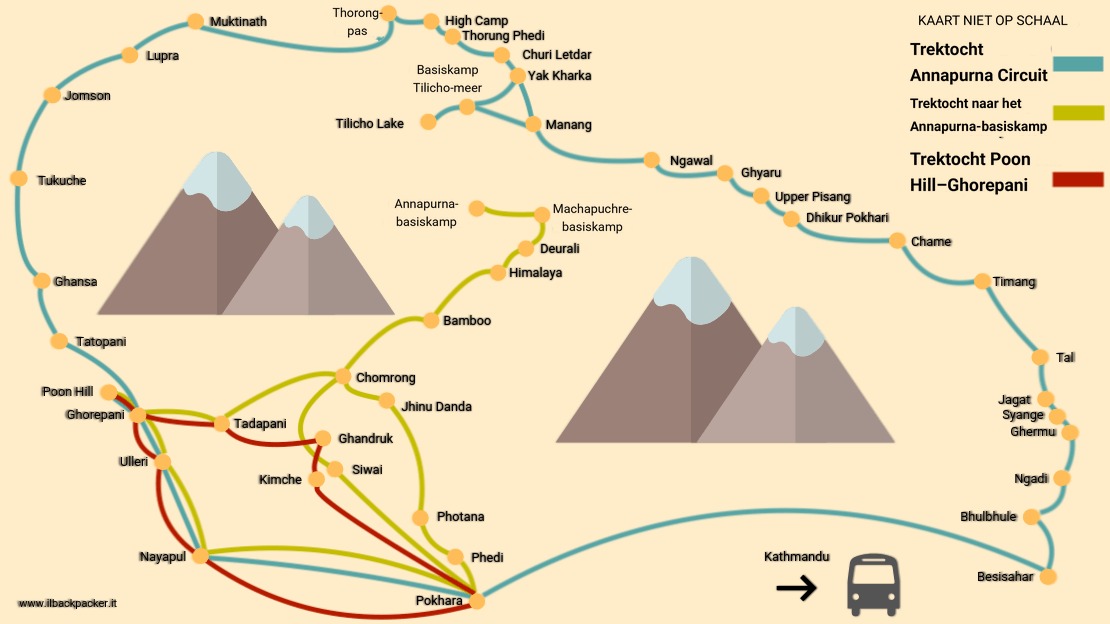 KAART NIET OP SCHAAL
Trektocht
Annapurna Circuit
Trektocht naar het
Annapurna-basiskamp
Trektocht Poon
Hill–Ghorepani
Muktinath
Thorong-
pas
High Camp
Thorung Phedi
Churi Letdar
Yak Kharka
Basiskamp
Tilicho-meer
Lupra
Jomson
Tilicho Lake
Manang
Ngawal
Ghyaru
Upper Pisang
Dhikur Pokhari
Chame
Timang
Tukuche
Annapurna-
basiskamp
Machapuchre-
basiskamp
Deurali
Himalaya
Ghansa
Bamboo
Tatopani
Tal
Poon Hill
Ghorepani
Chomrong
Jhinu Danda
Jagat
Syange
Ghermu
Tadapani
Ghandruk
Ulleri
Siwai
Kimche
Ngadi
Photana
Bhulbhule
Nayapul
Phedi
Kathmandu
Besisahar
Pokhara
www.ilbackpacker.it